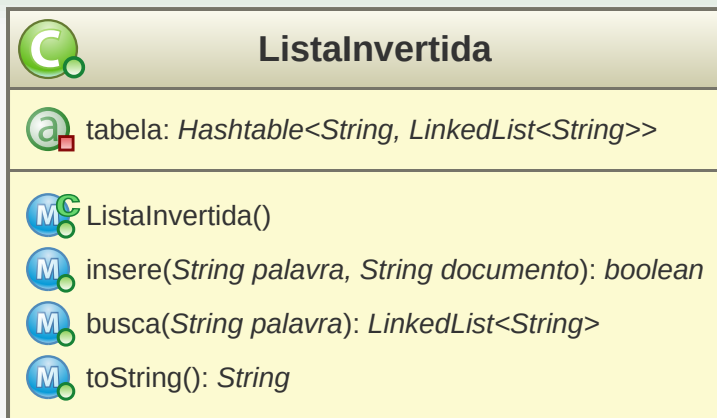 C
ListaInvertida
a
tabela: Hashtable<String, LinkedList<String>>
M C
ListaInvertida()
M
insere(String palavra, String documento): boolean
M
busca(String palavra): LinkedList<String>
M
toString(): String